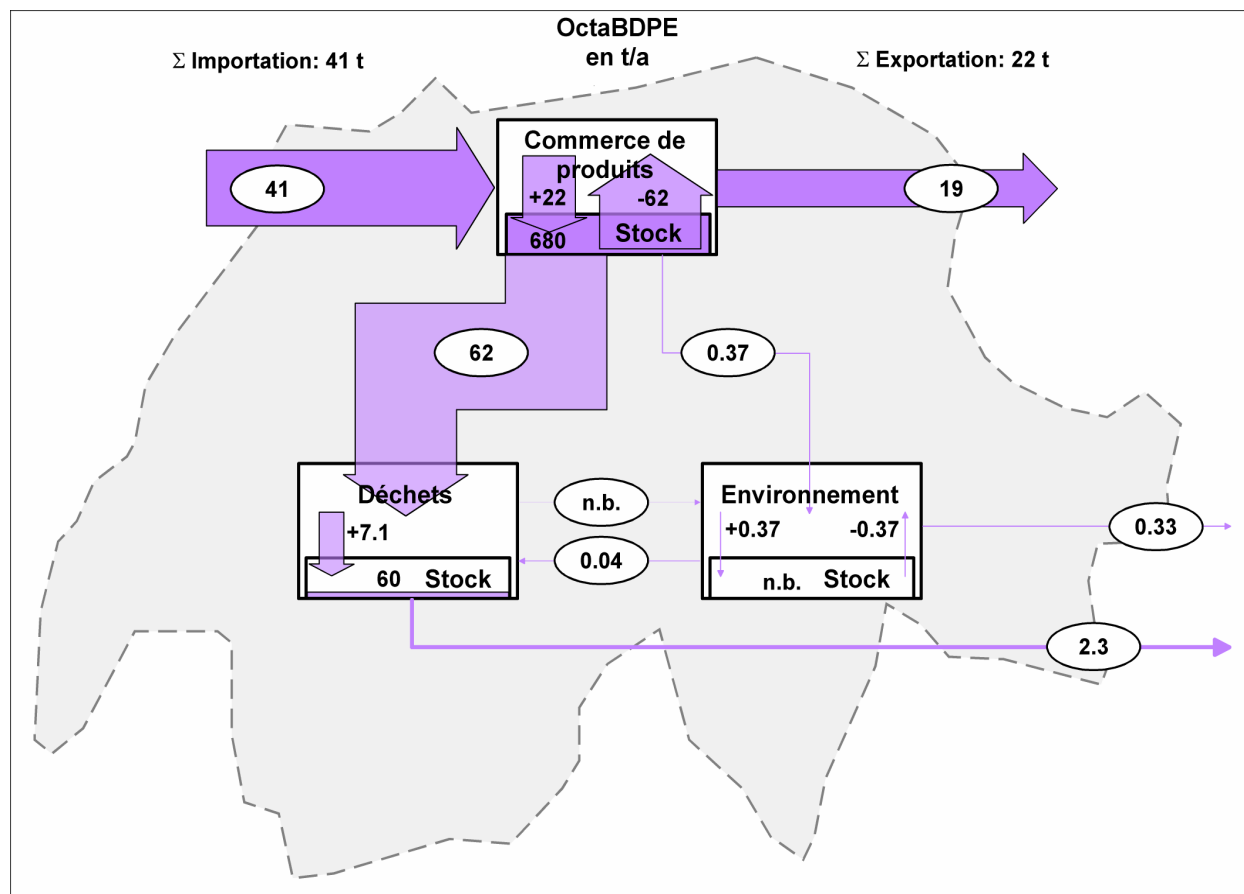 OctaBDPE
en t/a
Σ Importation: 41 t
Σ Exportation: 22 t
Commerce de
produits
41
+22
-62
19
680
Stock
62
0.37
Déchets
n.b.
Environnement
+7.1
+0.37
-0.37
0.33
0.04
60
Stock
n.b.
Stock
2.3